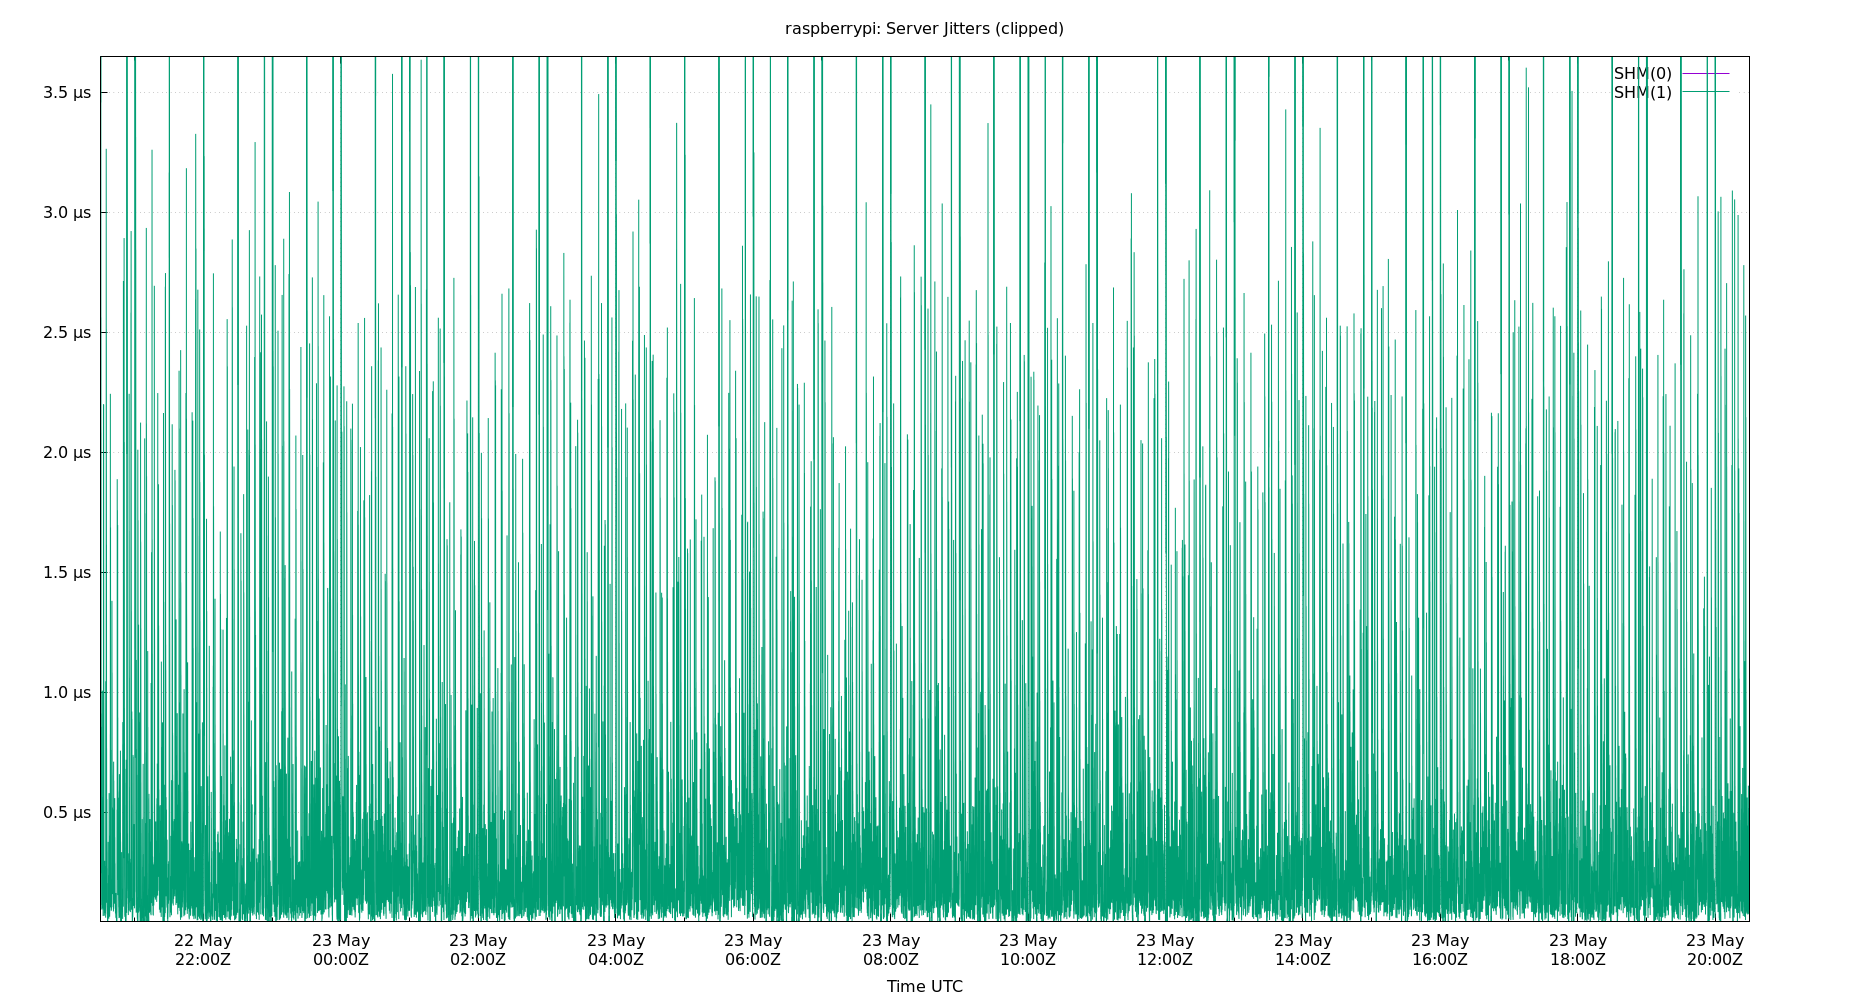 raspberrypi: Server Jitters (clipped)
SHM(0)
SHM(1)
3.5 μs
3.0 μs
2.5 μs
2.0 μs
1.5 μs
1.0 μs
0.5 μs
22 May 23 May 23 May 23 May 23 May 23 May 23 May 23 May 23 May 23 May 23 May 23 May
22:00Z 00:00Z 02:00Z 04:00Z 06:00Z 08:00Z 10:00Z 12:00Z 14:00Z 16:00Z 18:00Z 20:00Z
Time UTC